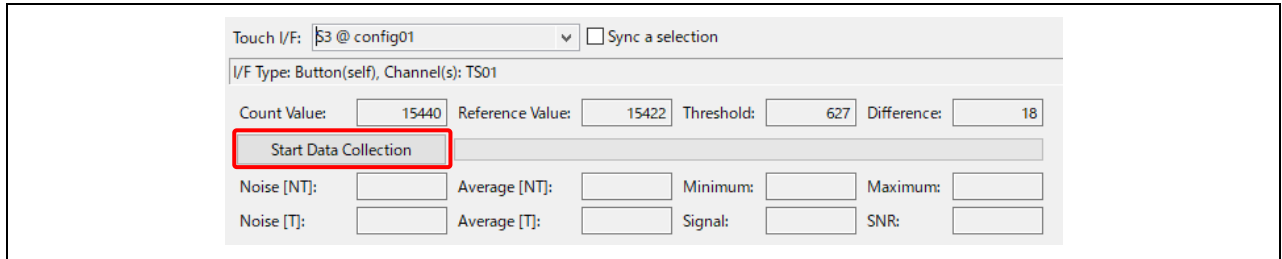 Touch I/F: S3 @ config01 Sync a selection
I/F Type: Button(self), Channel(s): TS01
Count Value: 15440 Reference Value: 15422 Threshold: 627 Difference: 18
Start Data Collection
Noise [NT]: Average [NT]: Minimum: Maximum:
Noise [T]: Average [T]: Signal: SNR: